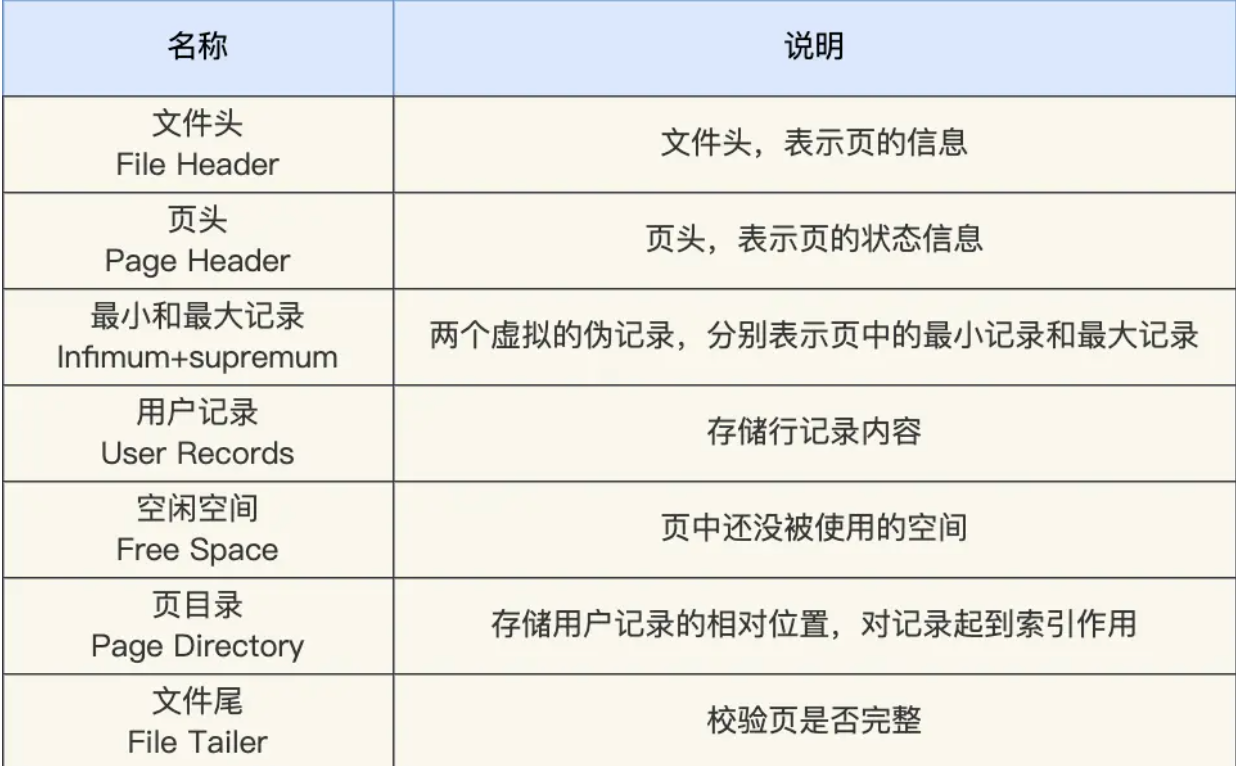 名称
说明
文件头
File Header
文件头，表示页的信息
页头
Page Header
页头，表示页的状态信息
最小和最大记录
Infimum+supremum
两个虚拟的伪记录，分别表示页中的最小记录和最大记录
用户记录
User Records
存储行记录内容
空闲空间
Free Space
页中还没被使用的空间
页目录
Page Directory
存储用户记录的相对位置，对记录起到索引作用
文件尾
File Tailer
校验页是否完整